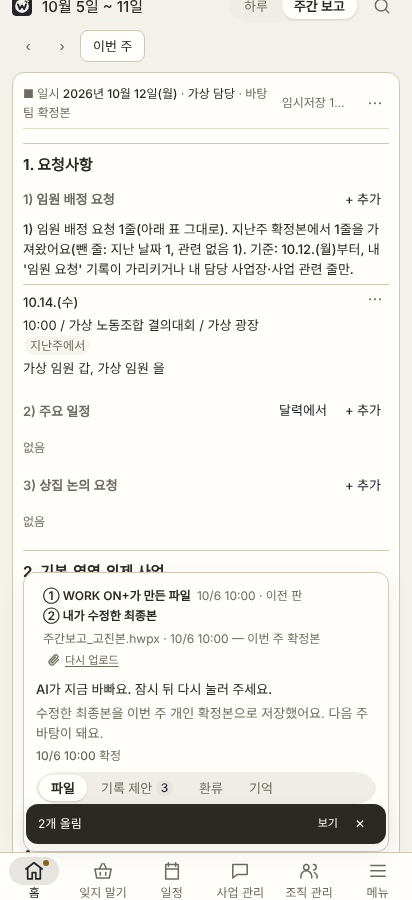 10월 5일 ~ 11일
하루
주간 보고
이번 주
■ 일시 2026년 10월 12일(월) · 가상 담당 · 바탕
팀 확정본
임시저장 1…
1. 요청사항
1) 임원 배정 요청
+ 추가
1) 임원 배정 요청 1줄(아래 표 그대로). 지난주 확정본에서 1줄을 가
져왔어요(뺀 줄: 지난 날짜 1, 관련 없음 1). 기준: 10.12.(월)부터, 내
'임원 요청' 기록이 가리키거나 내 담당 사업장·사업 관련 줄만.
10.14.(수)
10:00 / 가상 노동조합 결의대회 / 가상 광장
지난주에서
가상 임원 갑, 가상 임원 을
2) 주요 일정
달력에서
+ 추가
없음
3) 상집 논의 요청
+ 추가
없음
① WORK ON+가 만든 파일 10/6 10:00 · 이전 판
② 내가 수정한 최종본
주간보고_고친본.hwpx · 10/6 10:00 — 이번 주 확정본
다시 업로드
AI가 지금 바빠요. 잠시 뒤 다시 눌러 주세요.
수정한 최종본을 이번 주 개인 확정본으로 저장했어요. 다음 주
바탕이 돼요.
10/6 10:00 확정
파일
기록 제안 3
환류
기억
2개 올림
보기
홈
잊지 말기
일정
사업 관리
조직 관리
메뉴